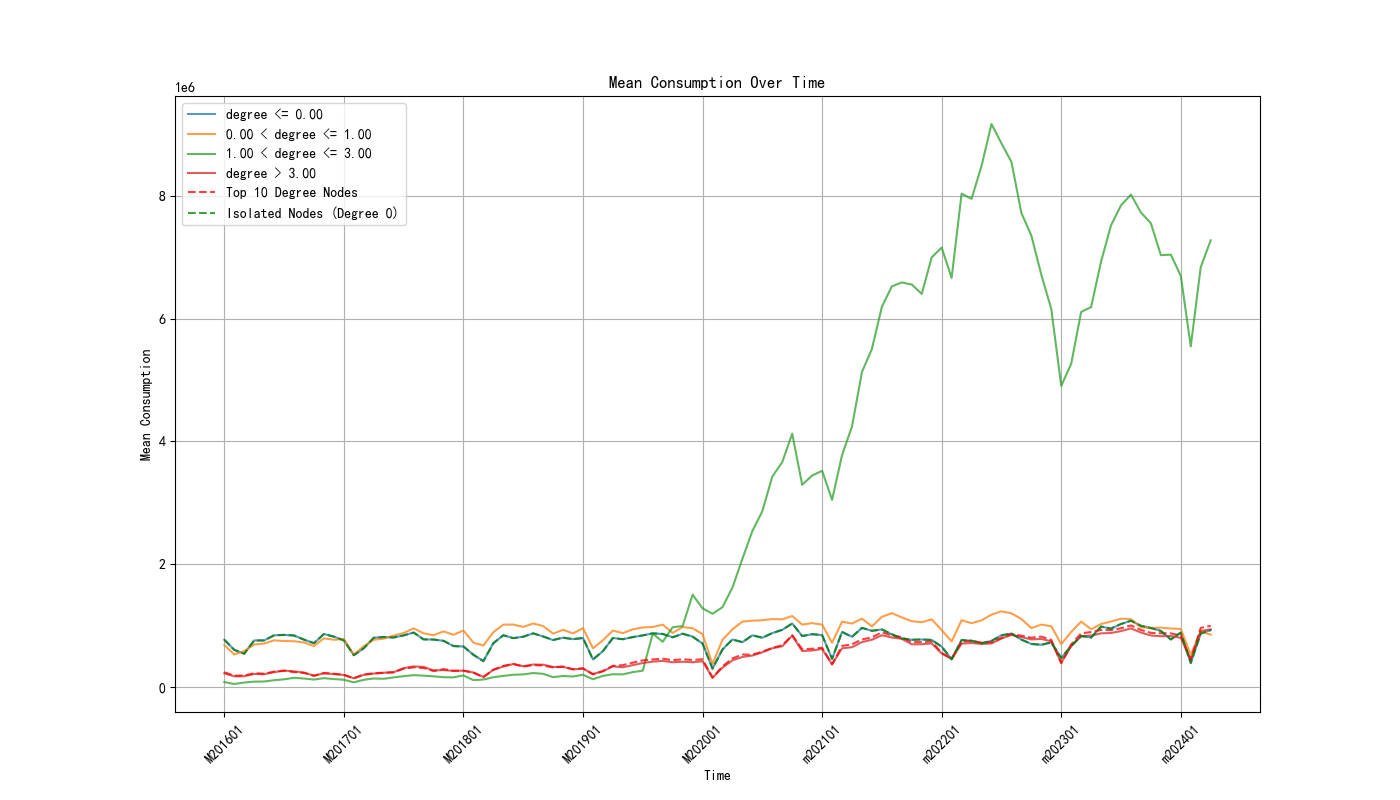 Mean Consumption Over Time
1e6
degree <= 0.00
0.00 < degree <= 1.00
1.00 < degree <= 3.00
degree > 3.00
Top 10 Degree Nodes
Isolated Nodes (Degree 0)
8
6
4
2
0
Mean Consumption
M201601
M201701
M201801
M201901
M202001
m202101
m202201
m202301
m202401
Time